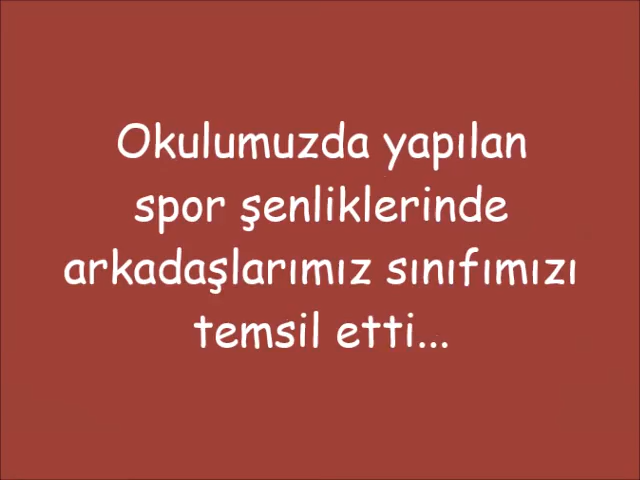 Okulumuzda yapılan
spor şenliklerinde
arkadaşlarımız sınıfımızı
temsil etti...